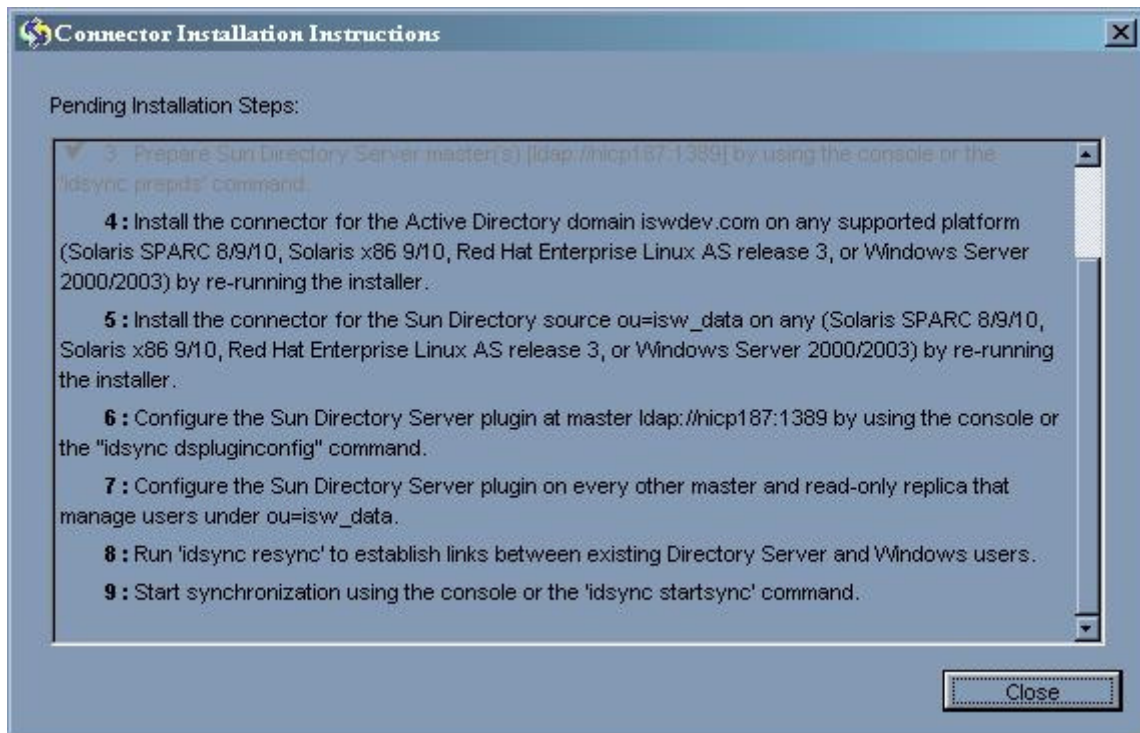 Connector Installation Instructions
Pending Installation Steps:
✓ 3 Prepare Sun Directory Server master(s) [ldap://nicp187:1389] by using the console or the
'idsync prepds' command.
4 : Install the connector for the Active Directory domain iswdev.com on any supported platform
(Solaris SPARC 8/9/10, Solaris x86 9/10, Red Hat Enterprise Linux AS release 3, or Windows Server
2000/2003) by re-running the installer.
5 : Install the connector for the Sun Directory source ou=isw_data on any (Solaris SPARC 8/9/10,
Solaris x86 9/10, Red Hat Enterprise Linux AS release 3, or Windows Server 2000/2003) by re-running
the installer.
6 : Configure the Sun Directory Server plugin at master ldap://nicp187:1389 by using the console or
the "idsync dspluginconfig" command.
7 : Configure the Sun Directory Server plugin on every other master and read-only replica that
manage users under ou=isw_data.
8 : Run 'idsync resync' to establish links between existing Directory Server and Windows users.
9 : Start synchronization using the console or the 'idsync startsync' command.
Close